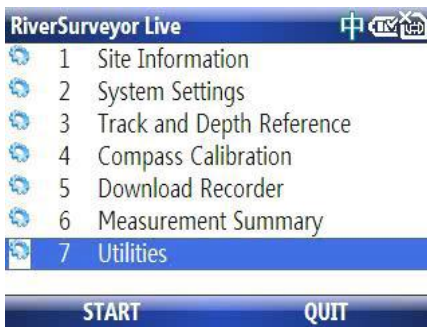 RiverSurveyor Live 中
1 Site Information
2 System Settings
3 Track and Depth Reference
4 Compass Calibration
5 Download Recorder
6 Measurement Summary
7 Utilities
START QUIT